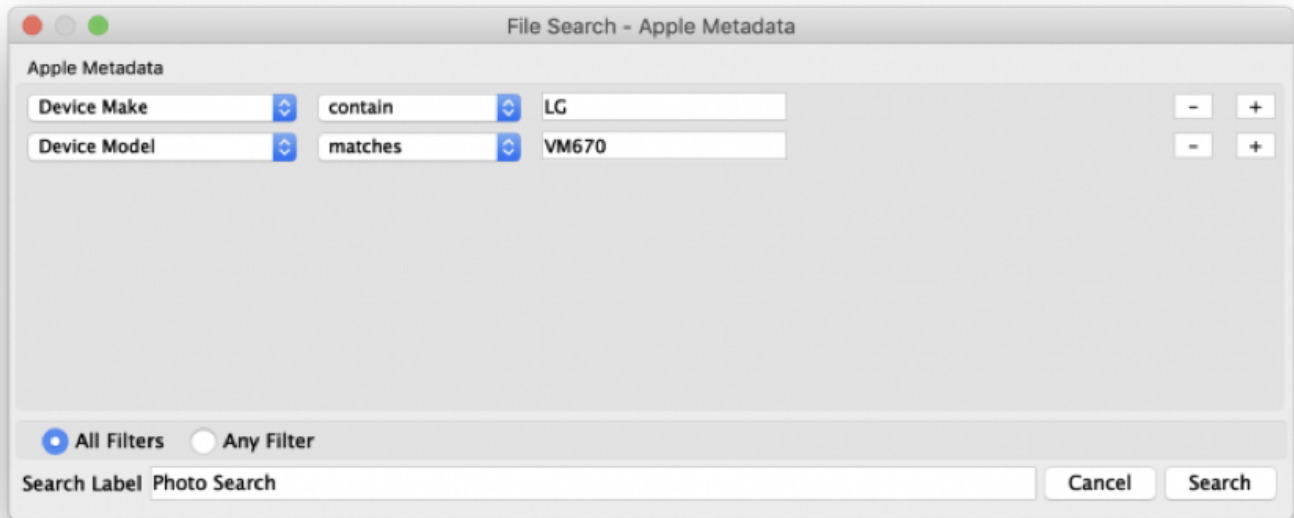 File Search - Apple Metadata
Apple Metadata
Device Make contain LG - +
Device Model matches VM670 - +
All Filters Any Filter
Search Label Photo Search Cancel Search